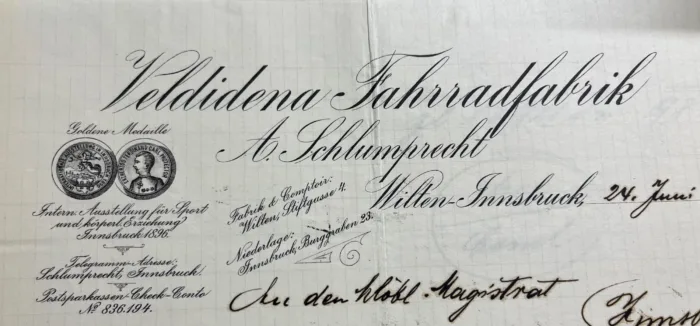 Veldidena Fahrradfabrik
A. Schlumprecht
Wilten-Innsbruck, 24. Juni
Goldene Medaille
Intern. Ausstellung für Sport
und körperl. Erziehung
Innsbruck 1896.
Telegramm-Adresse:
Schlumprecht, Innsbruck.
Postsparkassen-Check-Conto
No 836.194.
Fabrik & Comptoir:
Wilten, Stiftgasse 4.
Niederlage:
Innsbruck, Burggraben 23.
An den löbl. Magistrat